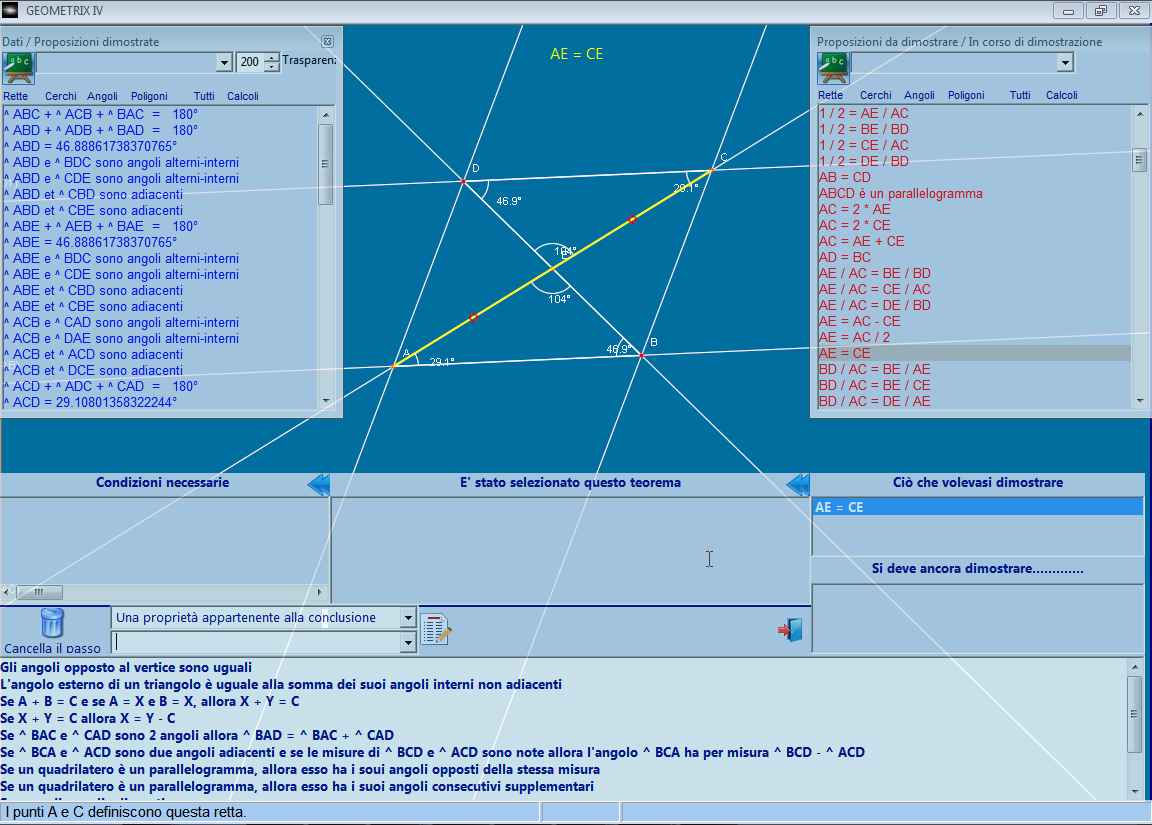 GEOMETRIX IV
Dati / Proposizioni dimostrate
200
Trasparen
Rette Cerchi Angoli Poligoni Tutti Calcoli
^ ABC + ^ ACB + ^ BAC = 180°
^ ABD + ^ ADB + ^ BAD = 180°
^ ABD = 46.88861738370765°
^ ABD e ^ BDC sono angoli alterni-interni
^ ABD e ^ CDE sono angoli alterni-interni
^ ABD et ^ CBD sono adiacenti
^ ABD et ^ CBE sono adiacenti
^ ABE + ^ AEB + ^ BAE = 180°
^ ABE = 46.88861738370765°
^ ABE e ^ BDC sono angoli alterni-interni
^ ABE e ^ CDE sono angoli alterni-interni
^ ABE et ^ CBD sono adiacenti
^ ABE et ^ CBE sono adiacenti
^ ACB e ^ CAD sono angoli alterni-interni
^ ACB e ^ DAE sono angoli alterni-interni
^ ACB et ^ ACD sono adiacenti
^ ACB et ^ DCE sono adiacenti
^ ACD + ^ ADC + ^ CAD = 180°
^ ACD = 29.10801358322244°
AE = CE
D
C
46.9°
29.1°
104°
A
29.1°
46.9°
B
Proposizioni da dimostrare / In corso di dimostrazione
Rette Cerchi Angoli Poligoni Tutti Calcoli
1 / 2 = AE / AC
1 / 2 = BE / BD
1 / 2 = CE / AC
1 / 2 = DE / BD
AB = CD
ABCD è un parallelogramma
AC = 2 * AE
AC = 2 * CE
AC = AE + CE
AD = BC
AE / AC = BE / BD
AE / AC = CE / AC
AE / AC = DE / BD
AE = AC - CE
AE = AC / 2
AE = CE
BD / AC = BE / AE
BD / AC = BE / CE
BD / AC = DE / AE
Condizioni necessarie
E' stato selezionato questo teorema
Ciò che volevasi dimostrare
AE = CE
Si deve ancora dimostrare.............
Cancella il passo
Una proprietà appartenente alla conclusione
Gli angoli opposto al vertice sono uguali
L'angolo esterno di un triangolo è uguale alla somma dei suoi angoli interni non adiacenti
Se A + B = C e se A = X e B = X, allora X + Y = C
Se X + Y = C allora X = Y - C
Se ^ BAC e ^ CAD sono 2 angoli allora ^ BAD = ^ BAC + ^ CAD
Se ^ BCA e ^ ACD sono due angoli adiacenti e se le misure di ^ BCD e ^ ACD sono note allora l'angolo ^ BCA ha per misura ^ BCD - ^ ACD
Se un quadrilatero è un parallelogramma, allora esso ha i soui angoli opposti della stessa misura
Se un quadrilatero è un parallelogramma, allora esso ha i suoi angoli consecutivi supplementari
I punti A e C definiscono questa retta.